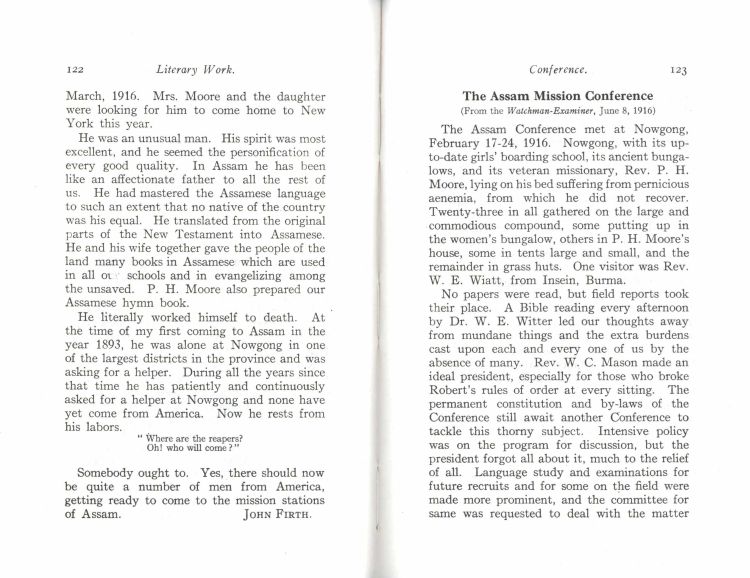 122 Literary Work.
March, 1916. Mrs. Moore and the daughter
were looking for him to come home to New
York this year.
He was an unusual man. His spirit was most
excellent, and he seemed the personification of
every good quality. In Assam he has been
like an affectionate father to all the rest of
us. He had mastered the Assamese language
to such an extent that no native of the country
was his equal. He translated from the original
parts of the New Testament into Assamese.
He and his wife together gave the people of the
land many books in Assamese which are used
in all schools and in evangelizing among
the unsaved. P. H. Moore also prepared our
Assamese hymn book.
He literally worked himself to death. At
the time of my first coming to Assam in the
year 1893, he was alone at Nowgong in one
of the largest districts in the province and was
asking for a helper. During all the years since
that time he has patiently and continuously
asked for a helper at Nowgong and none have
yet come from America. Now he rests from
his labors.
"Where are the reapers?
Oh! who will come?"
Somebody ought to. Yes, there should now
be quite a number of men from America,
getting ready to come to the mission stations
of Assam. JOHN FIRTH.
Conference. 123
The Assam Mission Conference
(From the Watchman-Examiner, June 8, 1916)
The Assam Conference met at Nowgong,
February 17-24, 1916. Nowgong, with its up-
to-date girls' boarding school, its ancient bunga-
lows, and its veteran missionary, Rev. P. H.
Moore, lying on his bed suffering from pernicious
aenemia, from which he did not recover.
Twenty-three in all gathered on the large and
commodious compound, some putting up in
the women's bungalow, others in P. H. Moore's
house, some in tents large and small, and the
remainder in grass huts. One visitor was Rev.
W. E. Wiatt, from Insein, Burma.
No papers were read, but field reports took
their place. A Bible reading every afternoon
by Dr. W. E. Witter led our thoughts away
from mundane things and the extra burdens
cast upon each and every one of us by the
absence of many. Rev. W. C. Mason made an
ideal president, especially for those who broke
Robert's rules of order at every sitting. The
permanent constitution and by-laws of the
Conference still await another Conference to
tackle this thorny subject. Intensive policy
was on the program for discussion, but the
president forgot all about it, much to the relief
of all. Language study and examinations for
future recruits and for some on the field were
made more prominent, and the committee for
same was requested to deal with the matter